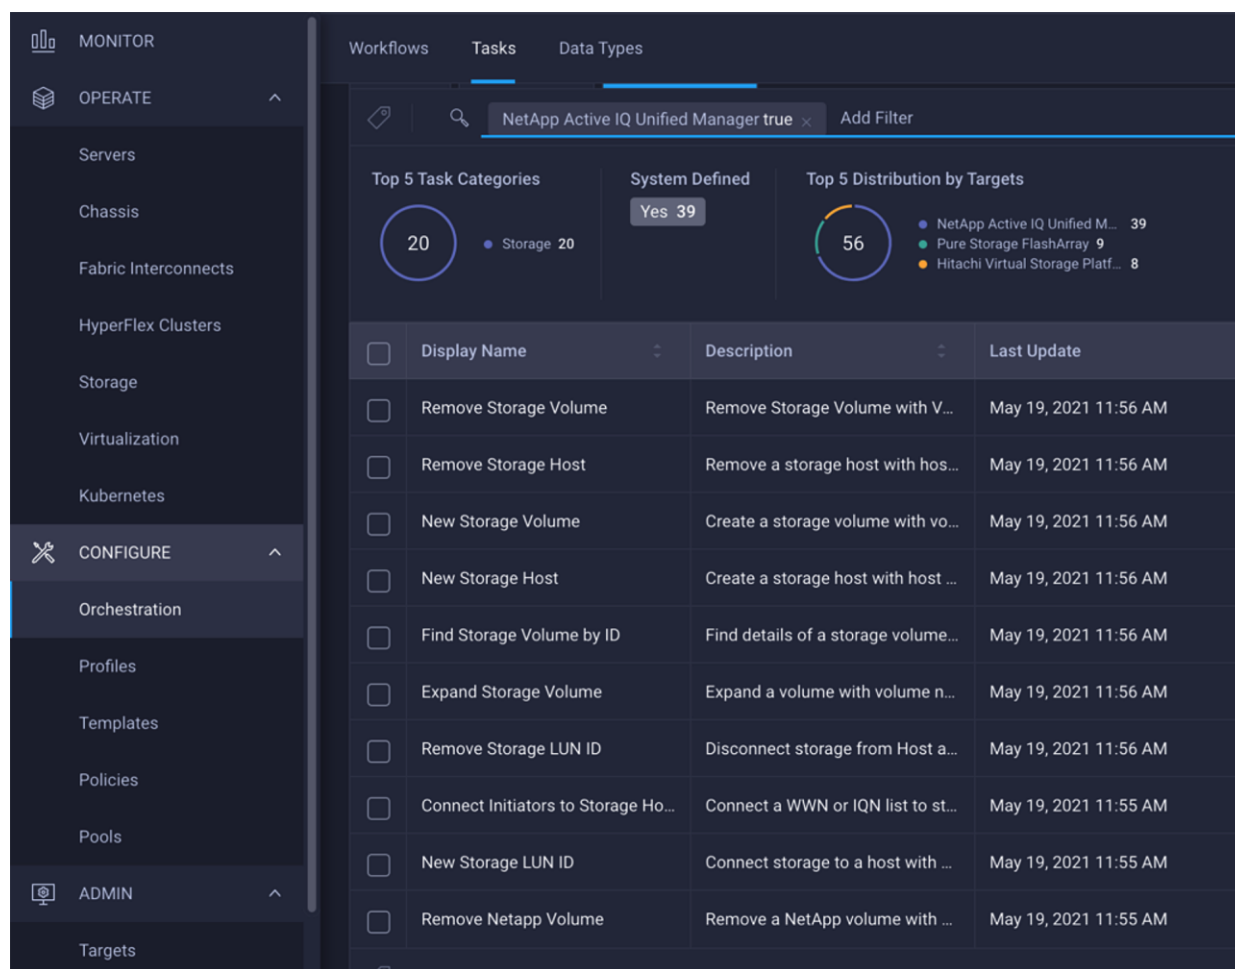 MONITOR
OPERATE
Servers
Chassis
Fabric Interconnects
HyperFlex Clusters
Storage
Virtualization
Kubernetes
CONFIGURE
Orchestration
Profiles
Templates
Policies
Pools
ADMIN
Targets
Workflows Tasks Data Types
NetApp Active IQ Unified Manager true × Add Filter
Top 5 Task Categories
20
Storage 20
System Defined
Yes 39
Top 5 Distribution by Targets
56
NetApp Active IQ Unified M... 39
Pure Storage FlashArray 9
Hitachi Virtual Storage Platf... 8
Display Name Description Last Update
Remove Storage Volume Remove Storage Volume with V... May 19, 2021 11:56 AM
Remove Storage Host Remove a storage host with hos... May 19, 2021 11:56 AM
New Storage Volume Create a storage volume with vo... May 19, 2021 11:56 AM
New Storage Host Create a storage host with host ... May 19, 2021 11:56 AM
Find Storage Volume by ID Find details of a storage volume... May 19, 2021 11:56 AM
Expand Storage Volume Expand a volume with volume n... May 19, 2021 11:56 AM
Remove Storage LUN ID Disconnect storage from Host a... May 19, 2021 11:56 AM
Connect Initiators to Storage Ho... Connect a WWN or IQN list to st... May 19, 2021 11:55 AM
New Storage LUN ID Connect storage to a host with ... May 19, 2021 11:55 AM
Remove Netapp Volume Remove a NetApp volume with ... May 19, 2021 11:55 AM